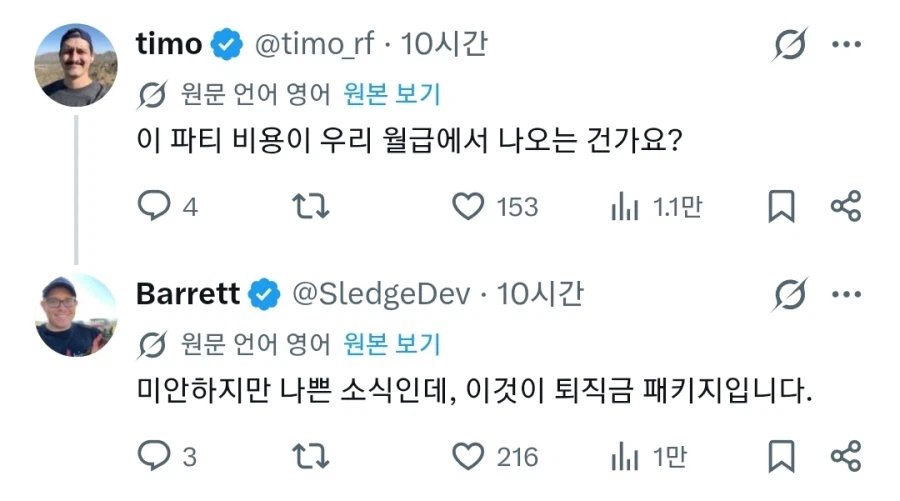 timo @timo_rf · 10시간
원문 언어 영어 원본 보기
이 파티 비용이 우리 월급에서 나오는 건가요?
4 153 1.1만
Barrett @SledgeDev · 10시간
원문 언어 영어 원본 보기
미안하지만 나쁜 소식인데, 이것이 퇴직금 패키지입니다.
3 216 1만